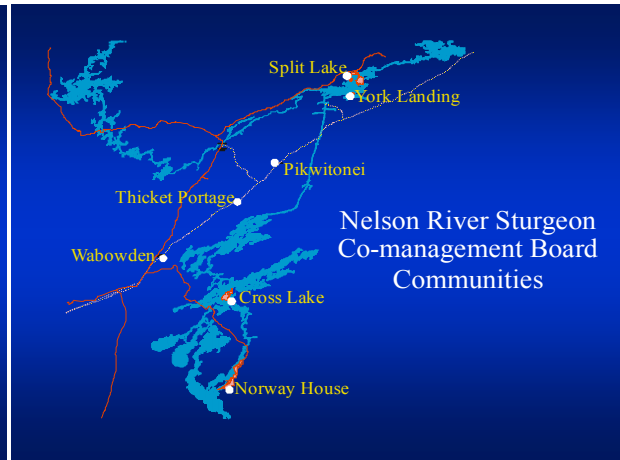 Split Lake
York Landing
Pikwitonei
Thicket Portage
Nelson River Sturgeon
Co-management Board
Communities
Wabowden
Cross Lake
Norway House